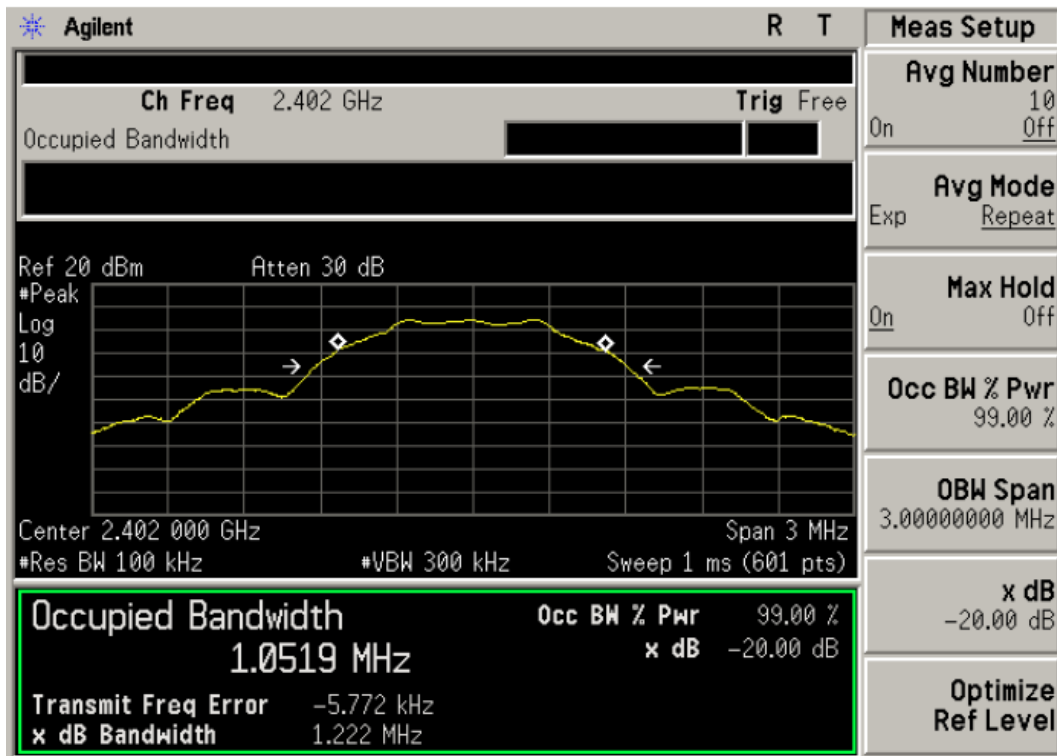 Agilent R T
Ch Freq 2.402 GHz Trig Free
Occupied Bandwidth
Ref 20 dBm Atten 30 dB
#Peak
Log
10
dB/
Center 2.402 000 GHz Span 3 MHz
#Res BW 100 kHz #VBW 300 kHz Sweep 1 ms (601 pts)
Occupied Bandwidth
1.0519 MHz
Occ BW % Pwr 99.00 %
x dB -20.00 dB
Transmit Freq Error -5.772 kHz
x dB Bandwidth 1.222 MHz
Meas Setup
Avg Number
10
On Off
Avg Mode
Exp Repeat
Max Hold
On Off
Occ BW % Pwr
99.00 %
OBW Span
3.00000000 MHz
x dB
-20.00 dB
Optimize
Ref Level